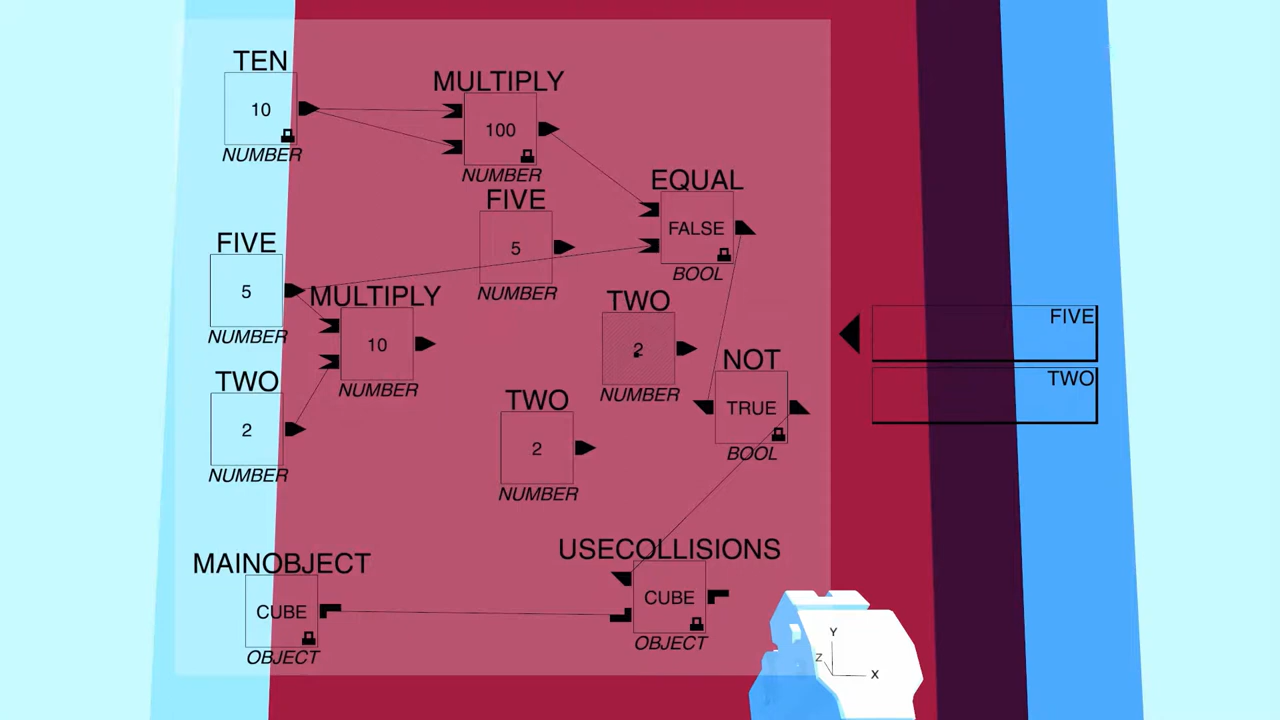 TEN
10
NUMBER
MULTIPLY
100
NUMBER
FIVE
5
NUMBER
EQUAL
FALSE
BOOL
FIVE
5
NUMBER
MULTIPLY
10
NUMBER
TWO
2
NUMBER
TWO
2
NUMBER
NOT
TRUE
BOOL
TWO
2
NUMBER
MAINOBJECT
CUBE
OBJECT
USECOLLISIONS
CUBE
OBJECT
FIVE
TWO
Y
Z
X